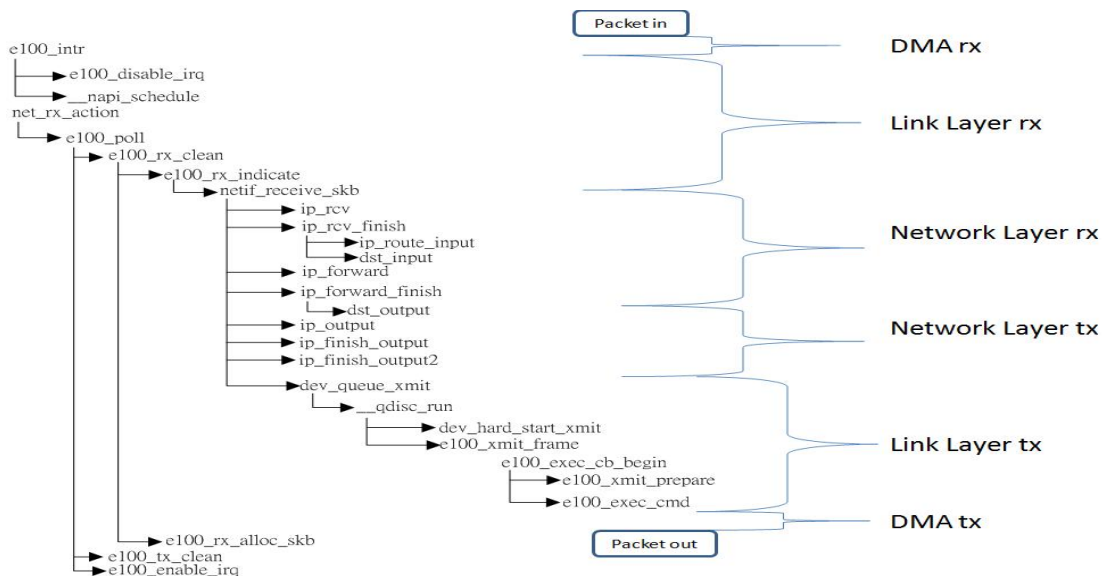 Packet in
DMA rx
e100_intr
e100_disable_irq
__napi_schedule
net_rx_action
Link Layer rx
e100_poll
e100_rx_clean
e100_rx_indicate
netif_receive_skb
ip_rcv
ip_rcv_finish
Network Layer rx
ip_route_input
dst_input
ip_forward
ip_forward_finish
dst_output
ip_output
Network Layer tx
ip_finish_output
ip_finish_output2
dev_queue_xmit
__qdisc_run
dev_hard_start_xmit
e100_xmit_frame
Link Layer tx
e100_exec_cb_begin
e100_xmit_prepare
e100_exec_cmd
DMA tx
e100_rx_alloc_skb
Packet out
e100_tx_clean
e100_enable_irq